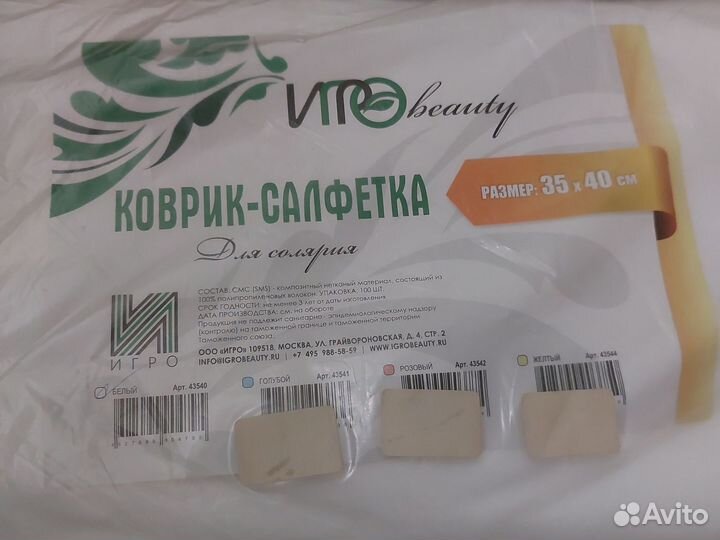 ИГРО beauty
КОВРИК-САЛФЕТКА
РАЗМЕР: 35 х 40 см
Для солярия
СОСТАВ: СМС (SMS) - композитный нетканый материал, состоящий из
100% полипропиленовых волокон. УПАКОВКА: 100 ШТ.
СРОК ГОДНОСТИ: не менее 3 лет от даты изготовления
ДАТА ПРОИЗВОДСТВА: см. на обороте
Продукция не подлежит санитарно - эпидемиологическому надзору
(контролю) на таможенной границе и таможенной территории
Таможенного союза.
ООО «ИГРО» 109518, МОСКВА, УЛ. ГРАЙВОРОНОВСКАЯ, Д. 4, СТР. 2
INFO@IGROBEAUTY.RU +7 495 988-58-59 WWW.IGROBEAUTY.RU
ИГРО
БЕЛЫЙ Арт. 43540
ГОЛУБОЙ Арт. 43541
РОЗОВЫЙ Арт. 43542
ЖЕЛТЫЙ Арт. 43544
Avito